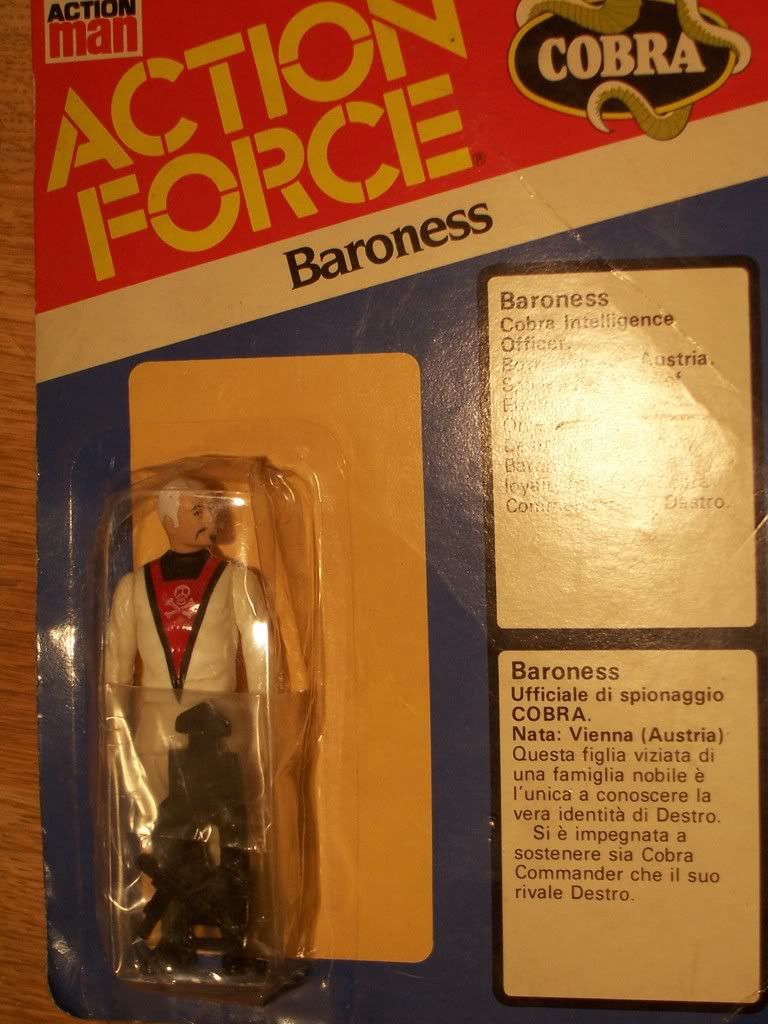 ACTION
man
ACTION
FORCE
COBRA
Baroness
Baroness
Cobra Intelligence
Officer.
Austria.
Destro.
Baroness
Ufficiale di spionaggio
COBRA.
Nata: Vienna (Austria)
Questa figlia viziata di
una famiglia nobile è
l'unica a conoscere la
vera identità di Destro.
Si è impegnata a
sostenere sia Cobra
Commander che il suo
rivale Destro.